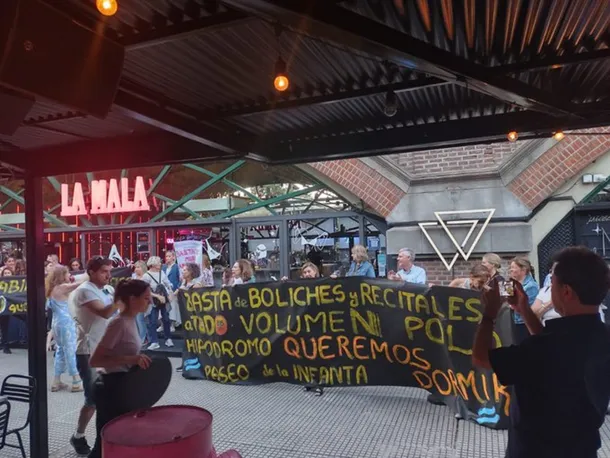 LA MALA
BASTA de BOLICHES y RECITALES
a TODO VOLUMEN NI POLO
HIPODROMO QUEREMOS
PASEO de la INFANTA DORMIR